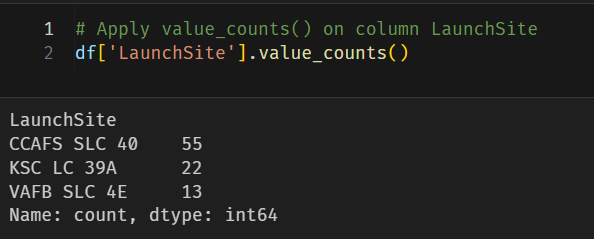 1 # Apply value_counts() on column LaunchSite
2 df['LaunchSite'].value_counts()
LaunchSite
CCAFS SLC 40    55
KSC LC 39A      22
VAFB SLC 4E     13
Name: count, dtype: int64